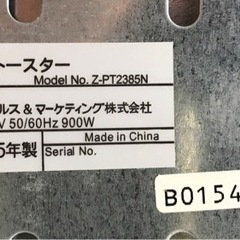 トースター
Model No. Z-PT2385N
ルス＆マーケティング株式会社
V 50/60Hz 900W
Made in China
5年製
Serial No.
B0154